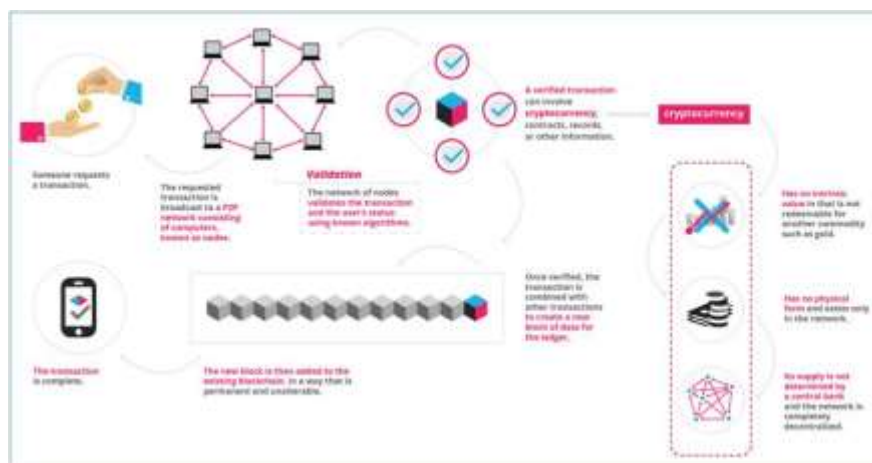 Someone requests
a transaction.
The requested
transaction is
broadcast to a P2P
network consisting
of computers,
known as nodes.
Validation
The network of nodes
validates the transaction
and the user's status
using known algorithms.
A verified transaction
can involve
cryptocurrency,
contracts, records,
or other information.
cryptocurrency
Has no intrinsic
value in that is not
redeemable for
another commodity
such as gold.
Has no physical
form and exists only
in the network.
Its supply is not
determined by
a central bank
and the network is
completely
decentralized.
Once verified, the
transaction is
combined with
other transactions
to create a new
block of data for
the ledger.
The new block is then added to the
existing blockchain in a way that is
permanent and unalterable.
The transaction
is complete.